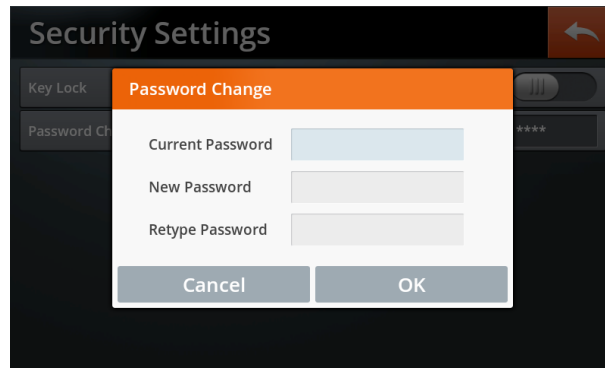 Security Settings
Key Lock
Password Ch
****
Password Change
Current Password
New Password
Retype Password
Cancel OK